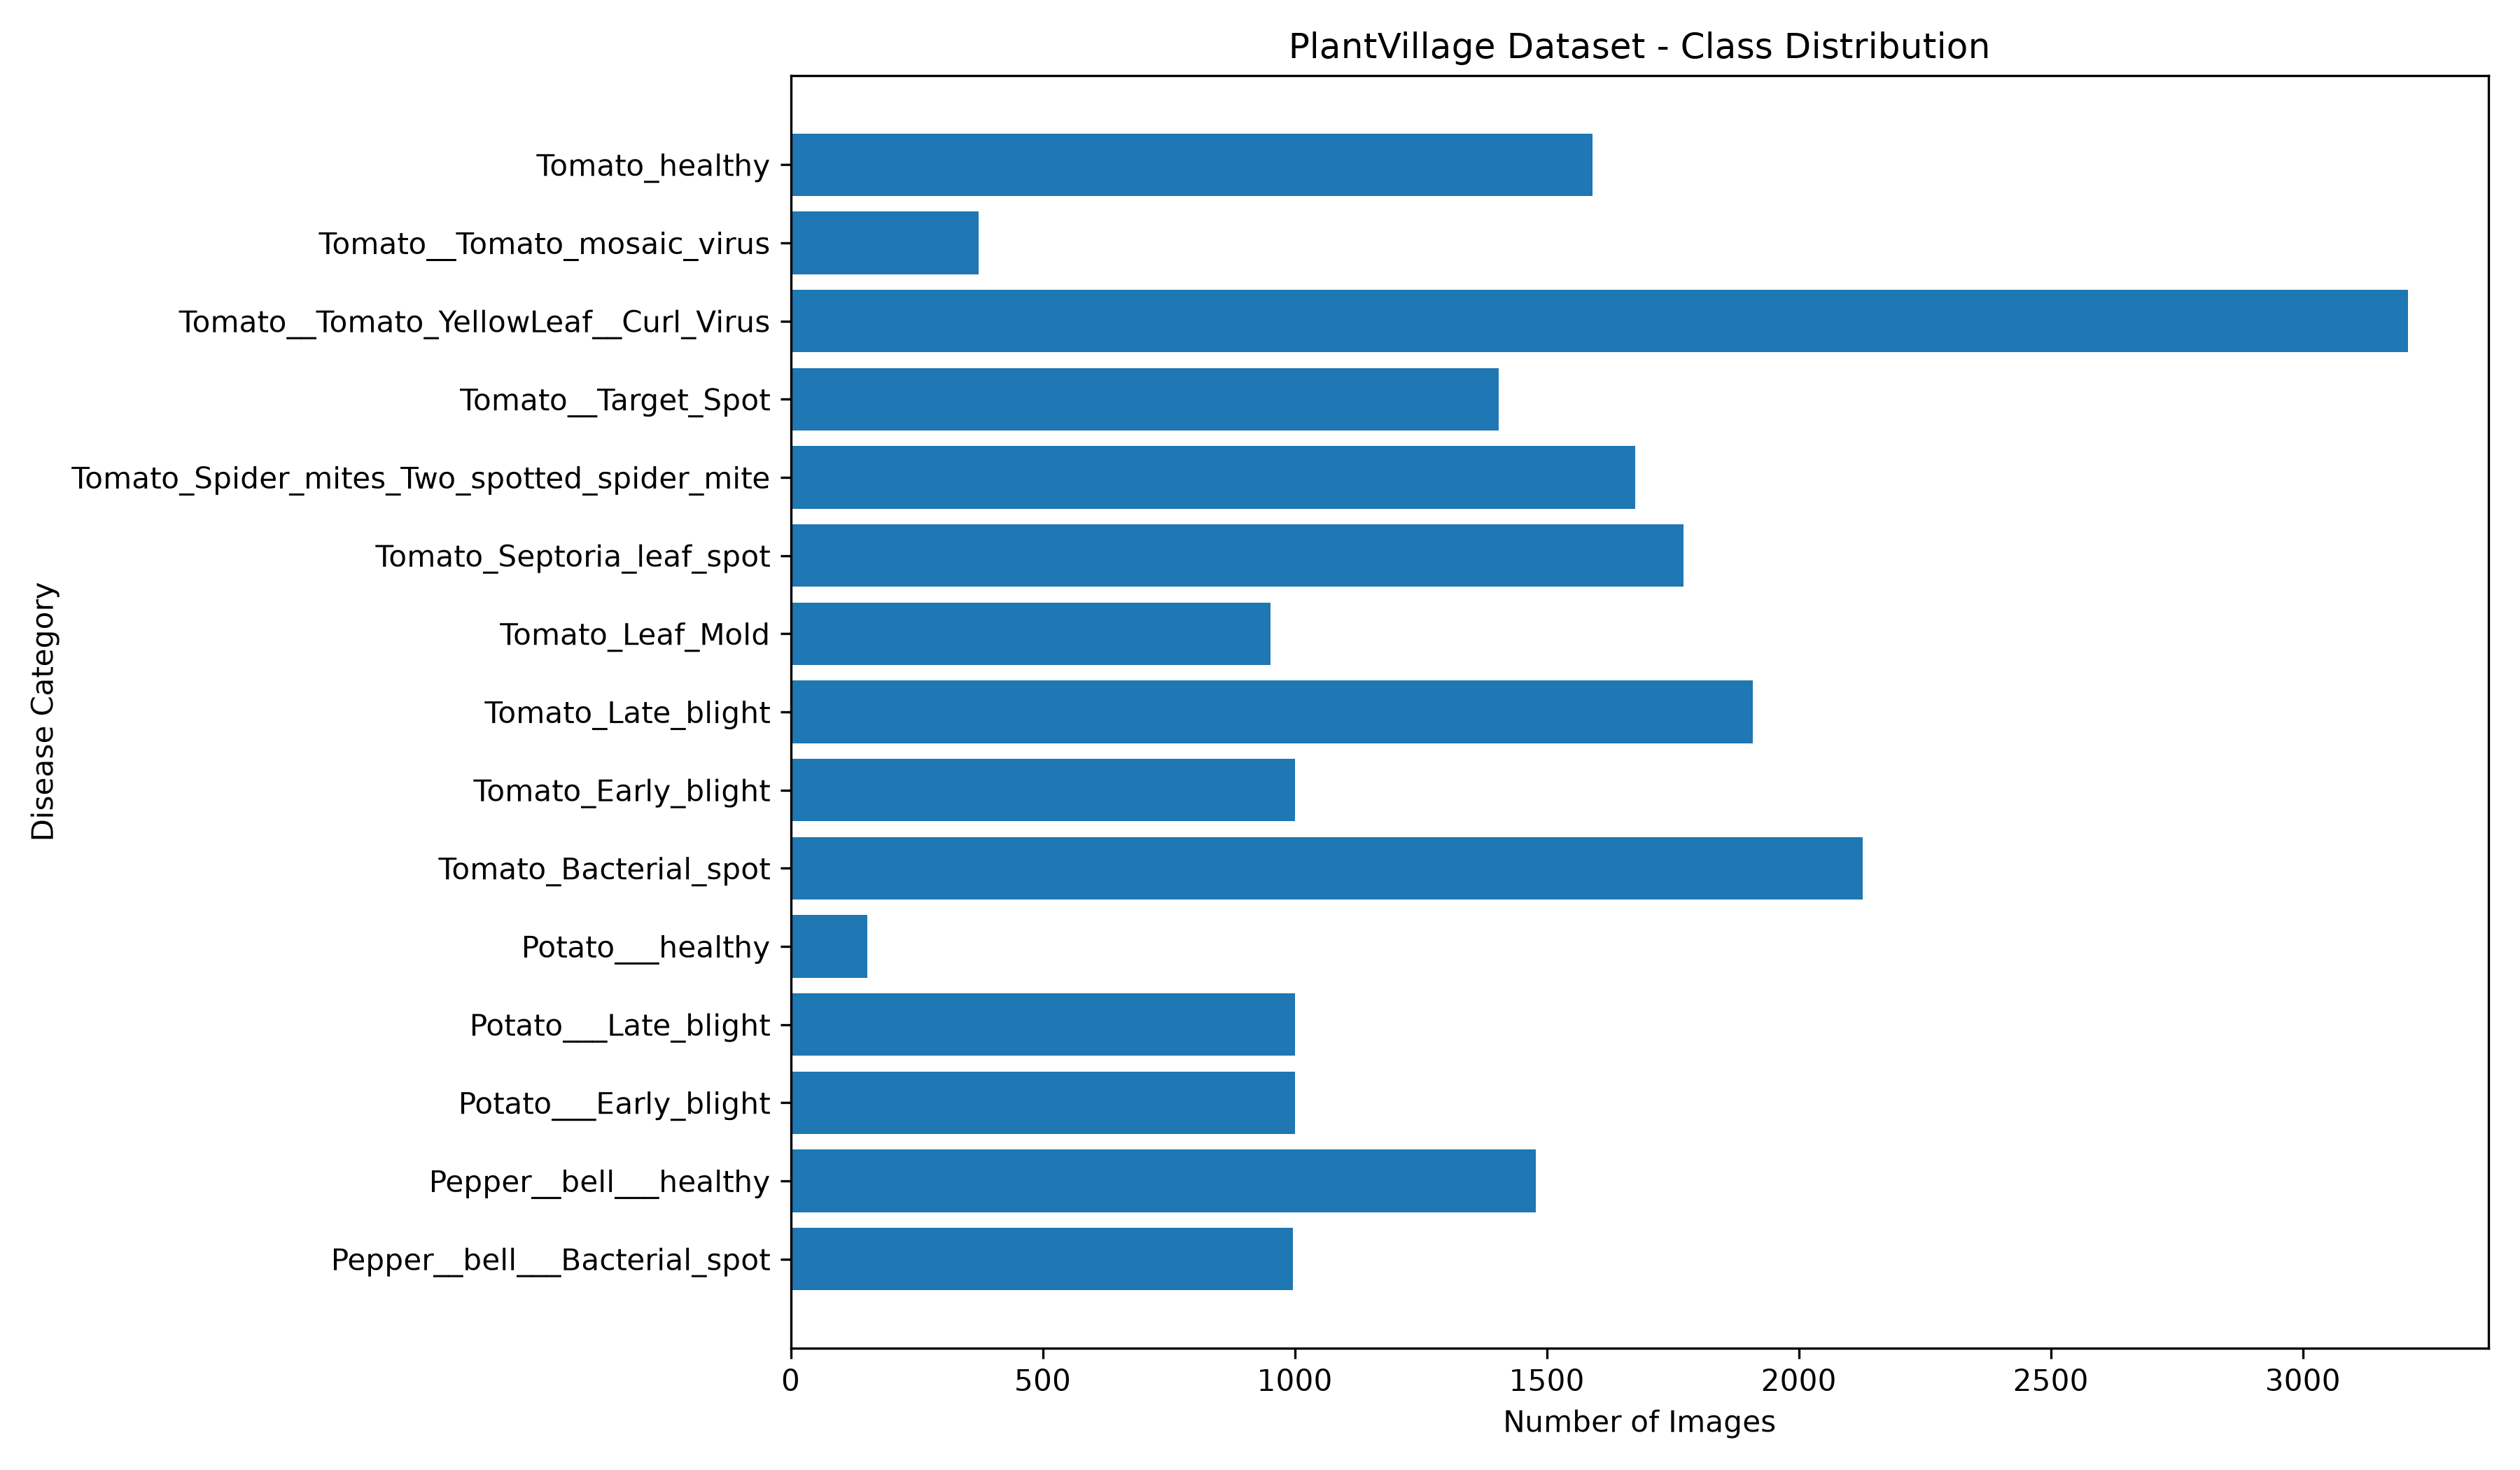 PlantVillage Dataset - Class Distribution
Tomato_healthy
Tomato__Tomato_mosaic_virus
Tomato__Tomato_YellowLeaf__Curl_Virus
Tomato__Target_Spot
Tomato_Spider_mites_Two_spotted_spider_mite
Tomato_Septoria_leaf_spot
Tomato_Leaf_Mold
Tomato_Late_blight
Tomato_Early_blight
Tomato_Bacterial_spot
Potato___healthy
Potato___Late_blight
Potato___Early_blight
Pepper__bell___healthy
Pepper__bell___Bacterial_spot
Disease Category
0 500 1000 1500 2000 2500 3000
Number of Images